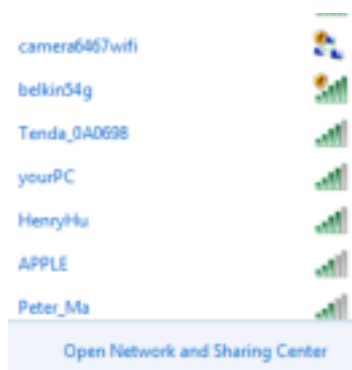 camera6467wifi
belkin54g
Tenda_0A0698
yourPC
HenryHu
APPLE
Peter_Ma
Open Network and Sharing Center